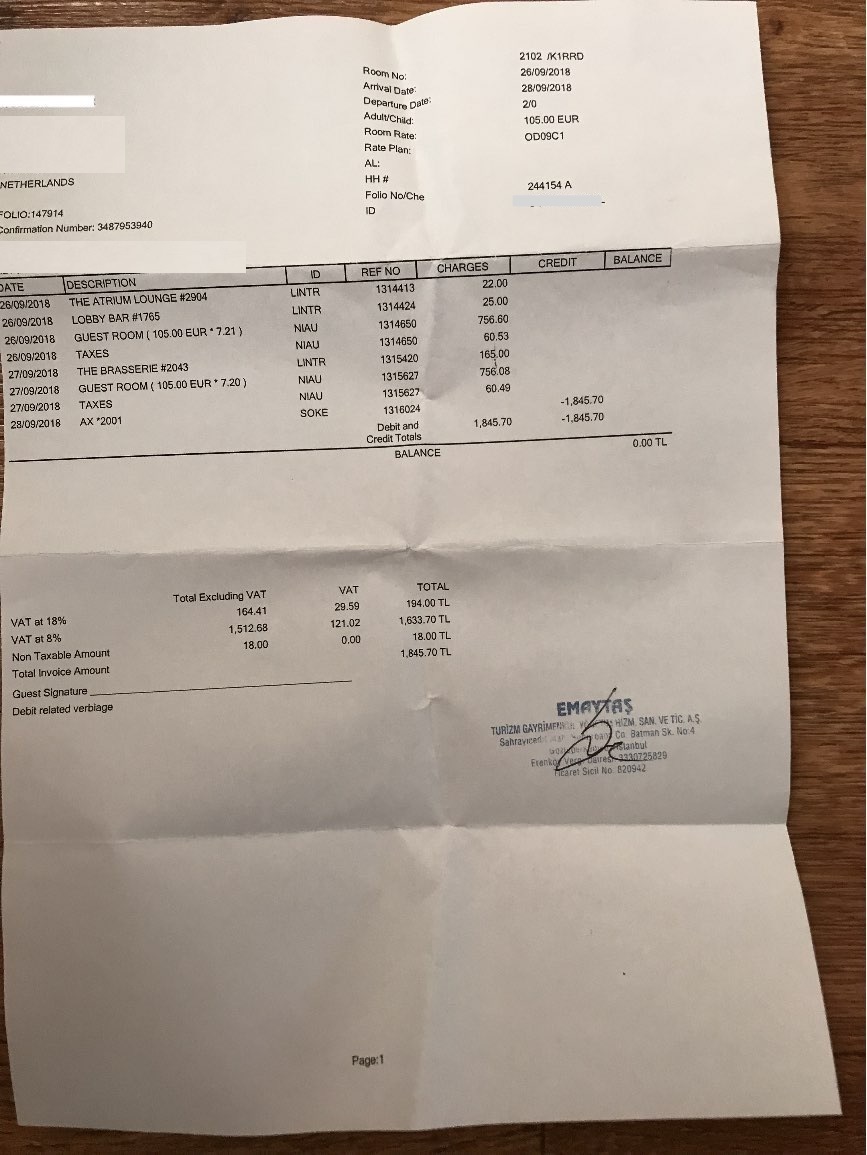 Room No: 2102 /K1RRD
Arrival Date: 26/09/2018
Departure Date: 28/09/2018
Adult/Child: 2/0
Room Rate: 105.00 EUR
Rate Plan: OD09C1
AL:
HH #
Folio No/Che 244154 A
ID
NETHERLANDS
FOLIO:147914
Confirmation Number: 3487953940
DATE DESCRIPTION ID REF NO CHARGES CREDIT BALANCE
26/09/2018 THE ATRIUM LOUNGE #2904 LINTR 1314413 22.00
26/09/2018 LOBBY BAR #1765 LINTR 1314424 25.00
26/09/2018 GUEST ROOM ( 105.00 EUR * 7.21 ) NIAU 1314650 756.60
26/09/2018 TAXES NIAU 1314650 60.53
27/09/2018 THE BRASSERIE #2043 LINTR 1315420 165.00
27/09/2018 GUEST ROOM ( 105.00 EUR * 7.20 ) NIAU 1315627 756.08
27/09/2018 TAXES NIAU 1315627 60.49
28/09/2018 AX *2001 SOKE 1316024 -1,845.70
Debit and 1,845.70 -1,845.70
Credit Totals
BALANCE 0.00 TL
Total Excluding VAT VAT TOTAL
VAT at 18% 164.41 29.59 194.00 TL
VAT at 8% 1,512.68 121.02 1,633.70 TL
Non Taxable Amount 18.00 0.00 18.00 TL
Total Invoice Amount 1,845.70 TL
Guest Signature
Debit related verbiage
EMAYTAŞ
TURİZM HİZM. SAN. VE TİC. A.Ş.
Batman Sk. No:4
İstanbul
3330725829
Ticaret Sicil No. 820942
Page:1